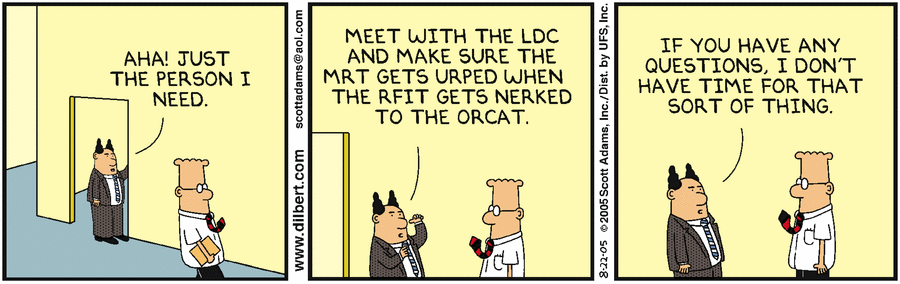 AHA! JUST
THE PERSON I
NEED.
scottadams@aol.com
www.dilbert.com
MEET WITH THE LDC
AND MAKE SURE THE
MRT GETS URPED WHEN
THE RFIT GETS NERKED
TO THE ORCAT.
8-22-05 ©2005 Scott Adams, Inc./Dist. by UFS, Inc.
IF YOU HAVE ANY
QUESTIONS, I DON'T
HAVE TIME FOR THAT
SORT OF THING.